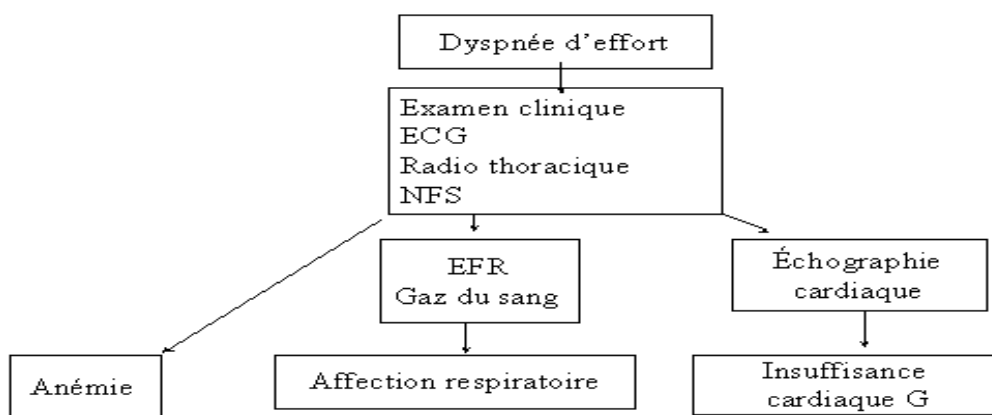 Dyspnée d'effort
Examen clinique
ECG
Radio thoracique
NFS
EFR
Gaz du sang
Échographie
cardiaque
Anémie
Affection respiratoire
Insuffisance
cardiaque G